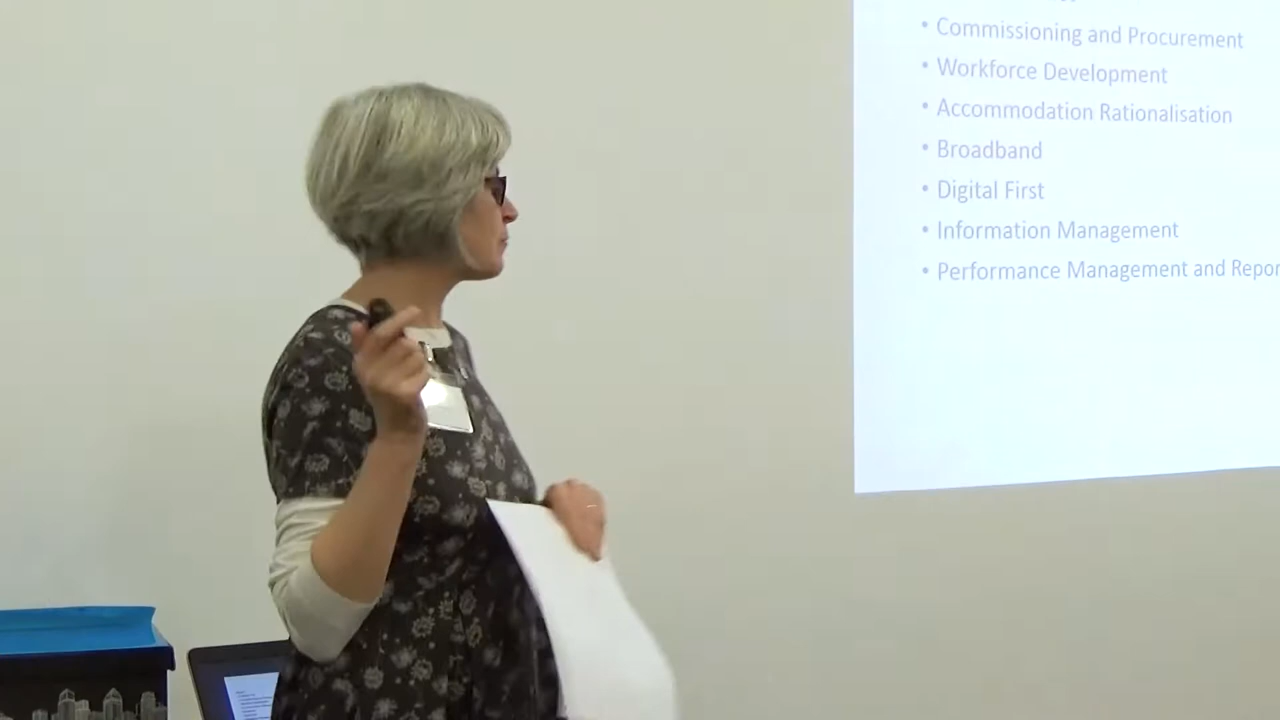 • Commissioning and Procurement
• Workforce Development
• Accommodation Rationalisation
• Broadband
• Digital First
• Information Management
• Performance Management and Repor